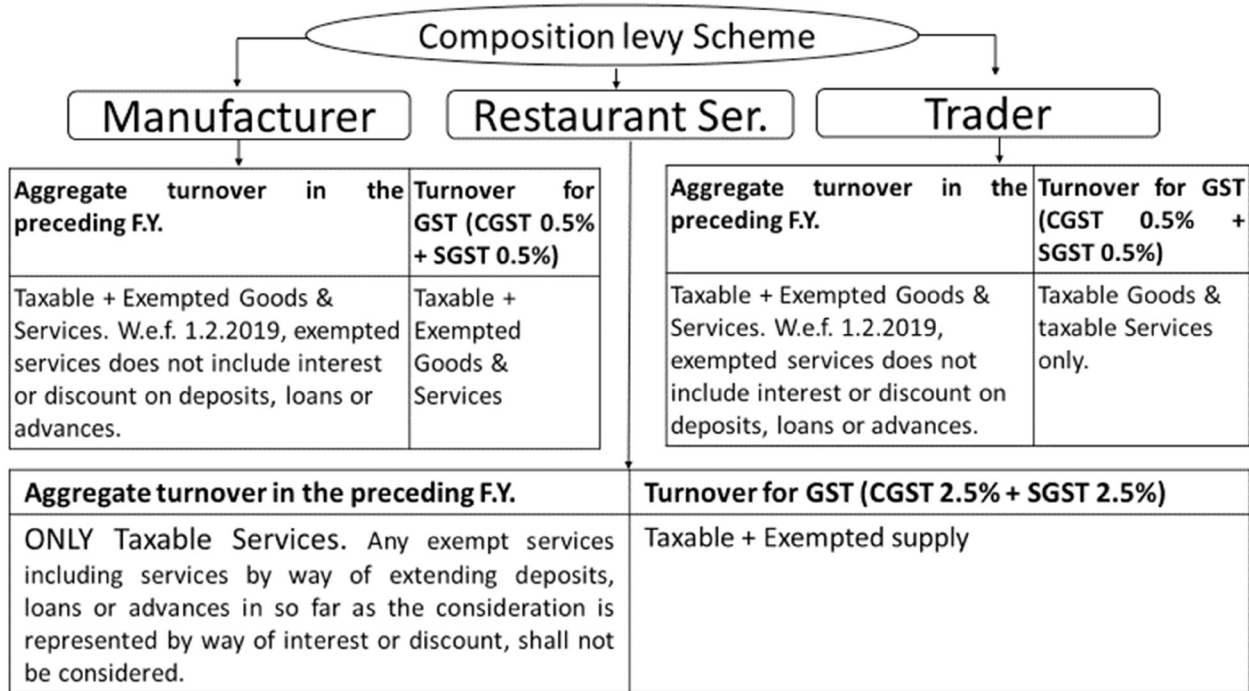 Composition levy Scheme
Manufacturer
Restaurant Ser.
Trader
Aggregate turnover in the
preceding F.Y.
Turnover for
GST (CGST 0.5%
+ SGST 0.5%)
Taxable + Exempted Goods &
Services. W.e.f. 1.2.2019, exempted
services does not include interest
or discount on deposits, loans or
advances.
Taxable +
Exempted
Goods &
Services
Aggregate turnover in the
preceding F.Y.
Turnover for GST
(CGST 0.5% +
SGST 0.5%)
Taxable + Exempted Goods &
Services. W.e.f. 1.2.2019,
exempted services does not
include interest or discount on
deposits, loans or advances.
Taxable Goods &
taxable Services
only.
Aggregate turnover in the preceding F.Y.
Turnover for GST (CGST 2.5% + SGST 2.5%)
ONLY Taxable Services. Any exempt services
including services by way of extending deposits,
loans or advances in so far as the consideration is
represented by way of interest or discount, shall not
be considered.
Taxable + Exempted supply